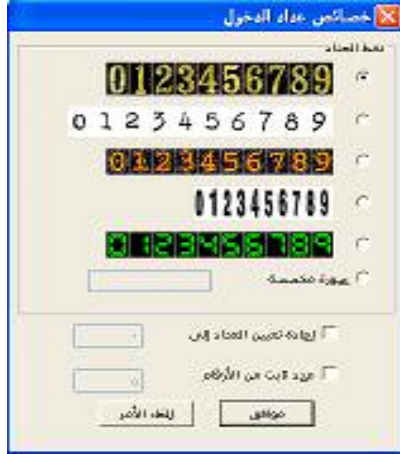 خصائص عداد الدخول
نمط العداد
0123456789
0 1 2 3 4 5 6 7 8 9
0123456789
0123456789
0123456789
صورة مخصصة
إعادة تعيين العداد إلى
عدد ثابت من الأرقام
موافق
إلغاء الأمر